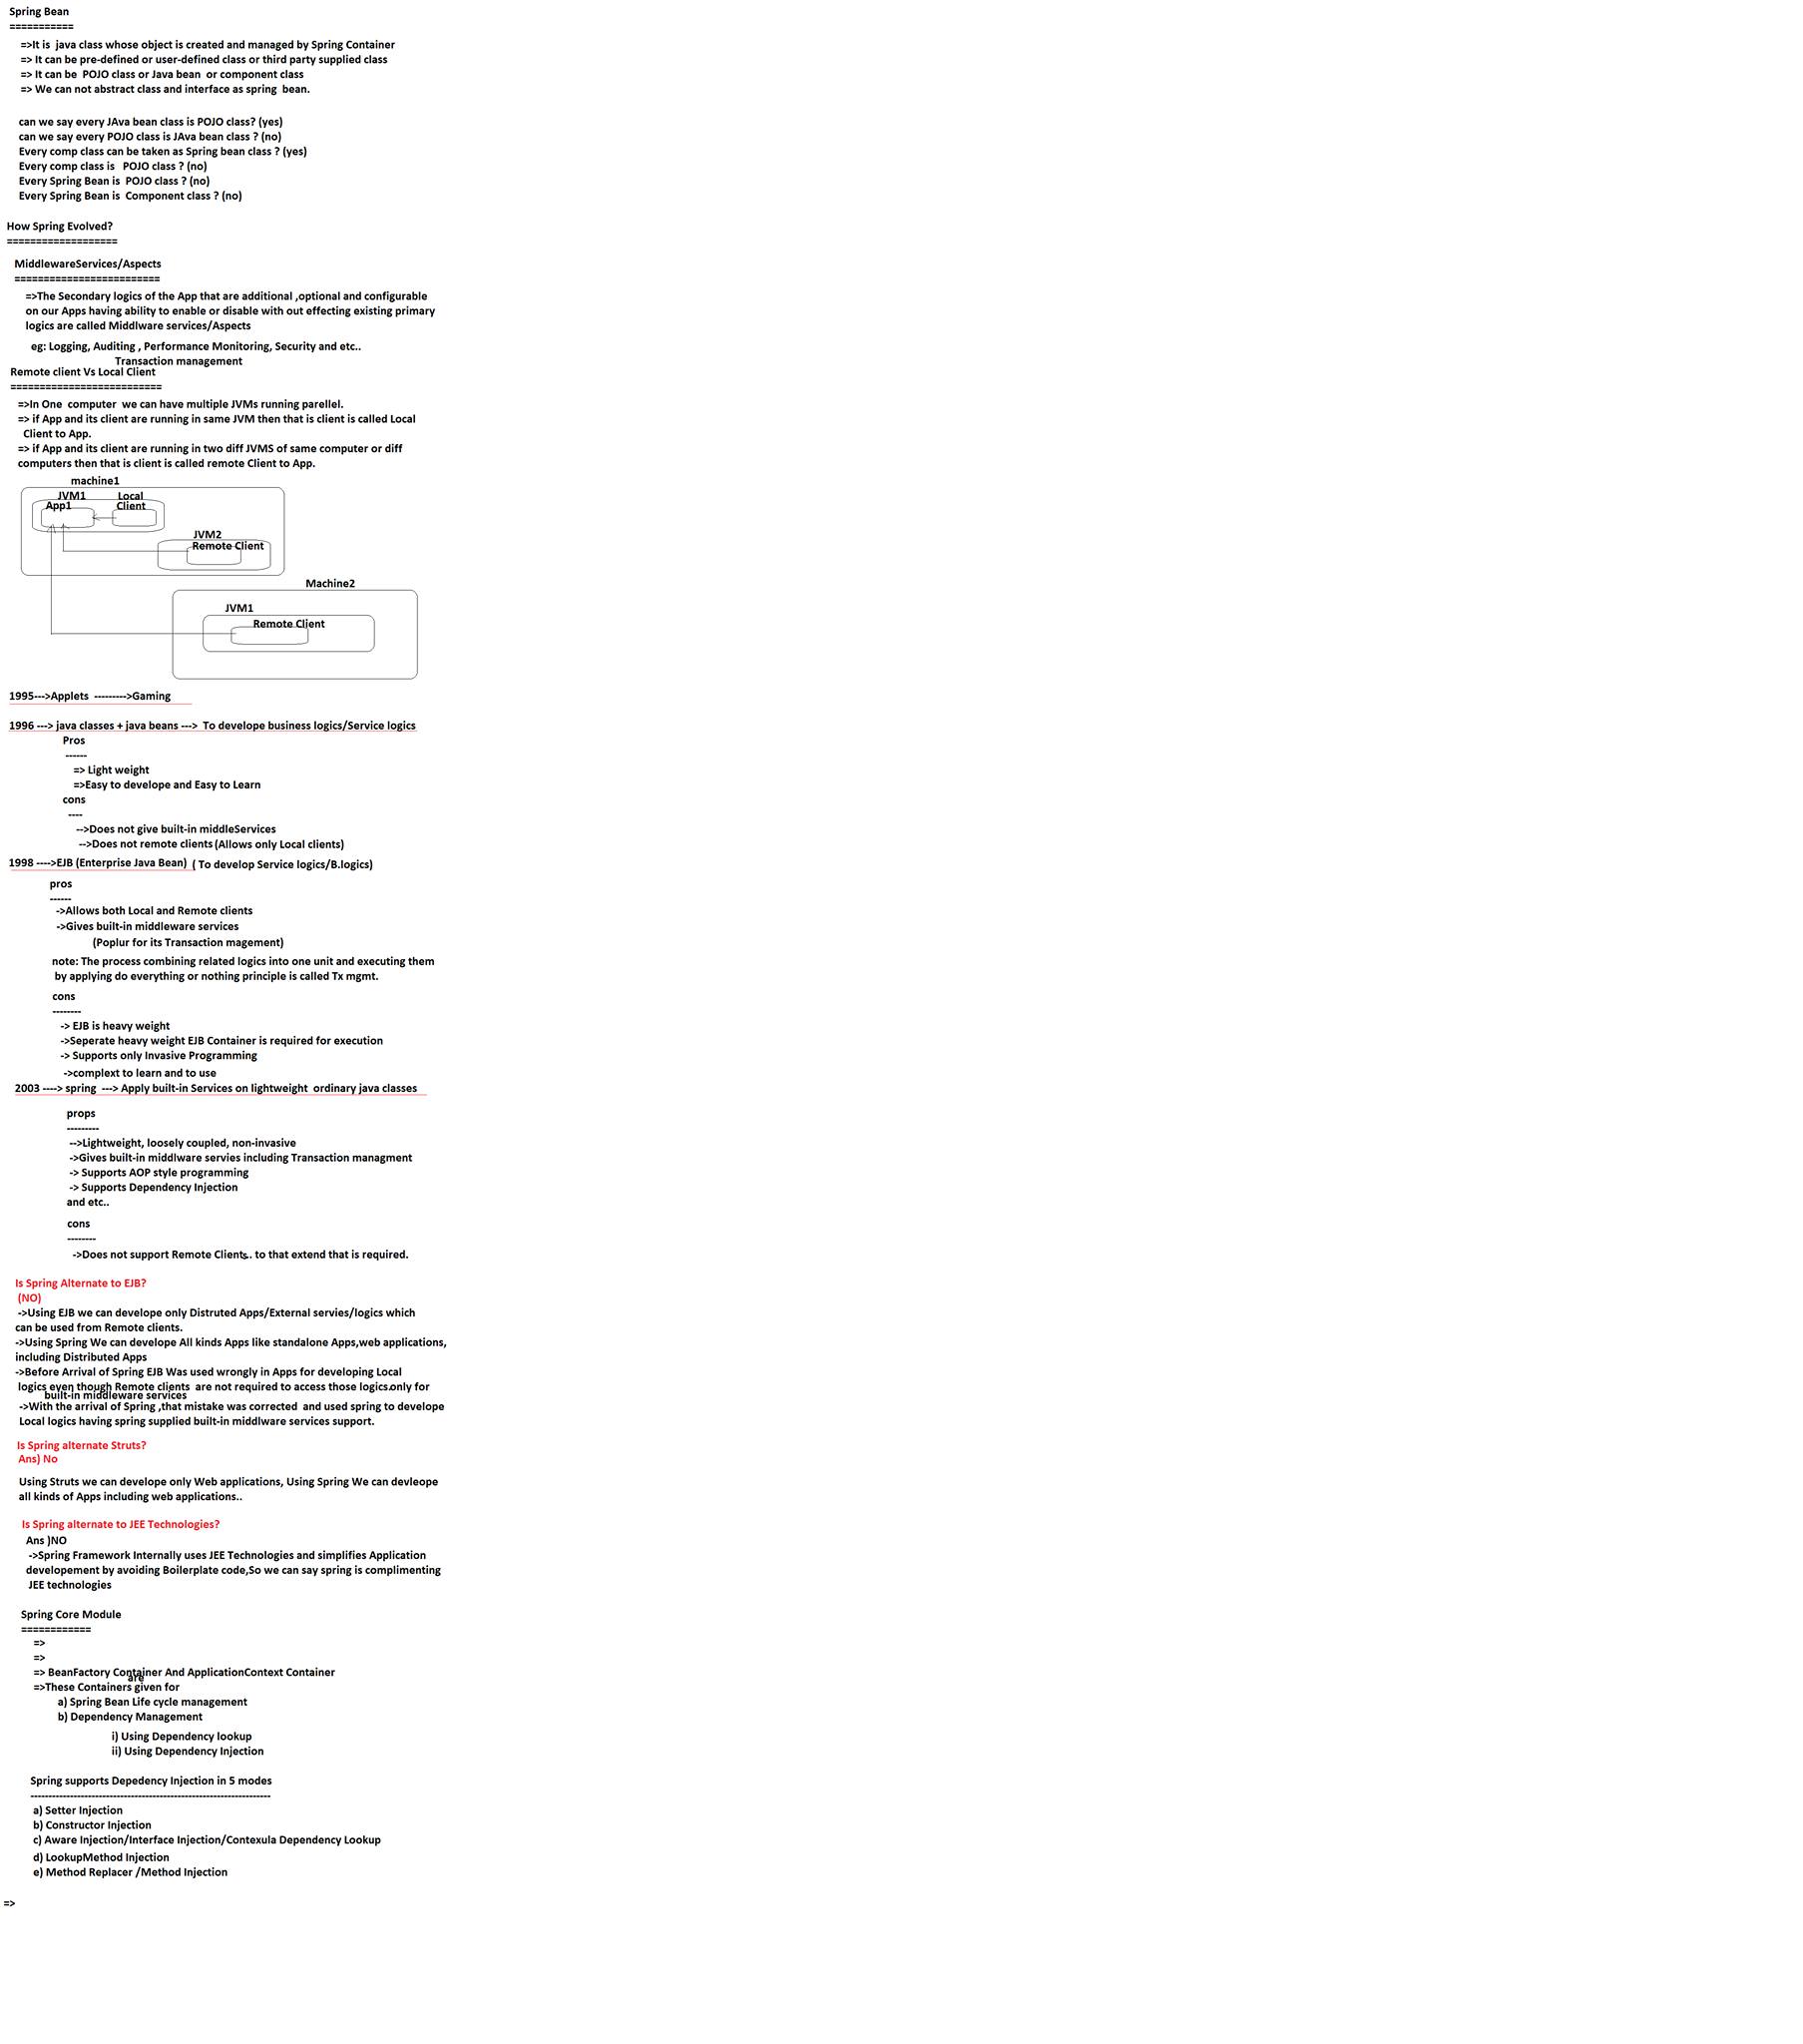 Spring Bean
===========
=>It is  java class whose object is created and managed by Spring Container
=> It can be pre-defined or user-defined class or third party supplied class
=> It can be  POJO class or Java bean  or component class
=> We can not abstract class and interface as spring  bean.
can we say every JAva bean class is POJO class? (yes)
can we say every POJO class is JAva bean class ? (no)
Every comp class can be taken as Spring bean class ? (yes)
Every comp class is   POJO class ? (no)
Every Spring Bean is  POJO class ? (no)
Every Spring Bean is  Component class ? (no)
How Spring Evolved?
===================
MiddlewareServices/Aspects
=========================
=>The Secondary logics of the App that are additional ,optional and configurable
on our Apps having ability to enable or disable with out effecting existing primary
logics are called Middlware services/Aspects
eg: Logging, Auditing , Performance Monitoring, Security and etc..
Transaction management
Remote client Vs Local Client
==========================
=>In One  computer  we can have multiple JVMs running parellel.
=> if App and its client are running in same JVM then that is client is called Local
Client to App.
=> if App and its client are running in two diff JVMS of same computer or diff
computers then that is client is called remote Client to App.
machine1
JVM1
Local
App1
Client
JVM2
Remote Client
Machine2
JVM1
Remote Client
1995--->Applets  --------->Gaming
1996 ---> java classes + java beans --->  To develope business logics/Service logics
Pros
------
=> Light weight
=>Easy to develope and Easy to Learn
cons
----
-->Does not give built-in middleServices
-->Does not remote clients (Allows only Local clients)
1998 ---->EJB (Enterprise Java Bean)  ( To develop Service logics/B.logics)
pros
------
->Allows both Local and Remote clients
->Gives built-in middleware services
(Poplur for its Transaction magement)
note: The process combining related logics into one unit and executing them
by applying do everything or nothing principle is called Tx mgmt.
cons
--------
-> EJB is heavy weight
->Seperate heavy weight EJB Container is required for execution
-> Supports only Invasive Programming
->complext to learn and to use
2003 ----> spring  ---> Apply built-in Services on lightweight  ordinary java classes
props
---------
-->Lightweight, loosely coupled, non-invasive
->Gives built-in middlware servies including Transaction managment
-> Supports AOP style programming
-> Supports Dependency Injection
and etc..
cons
--------
->Does not support Remote Clients.. to that extend that is required.
Is Spring Alternate to EJB?
(NO)
->Using EJB we can develope only Distruted Apps/External servies/logics which
can be used from Remote clients.
->Using Spring We can develope All kinds Apps like standalone Apps,web applications,
including Distributed Apps
->Before Arrival of Spring EJB Was used wrongly in Apps for developing Local
logics even though Remote clients  are not required to access those logics.only for
built-in middleware services
->With the arrival of Spring ,that mistake was corrected  and used spring to develope
Local logics having spring supplied built-in middlware services support.
Is Spring alternate Struts?
Ans) No
Using Struts we can develope only Web applications, Using Spring We can devleope
all kinds of Apps including web applications..
Is Spring alternate to JEE Technologies?
Ans )NO
->Spring Framework Internally uses JEE Technologies and simplifies Application
developement by avoiding Boilerplate code,So we can say spring is complimenting
JEE technologies
Spring Core Module
============
=>
=>
=> BeanFactory Container And ApplicationContext Container
are
=>These Containers given for
a) Spring Bean Life cycle management
b) Dependency Management
i) Using Dependency lookup
ii) Using Dependency Injection
Spring supports Depedency Injection in 5 modes
--------------------------------------------------------------------
a) Setter Injection
b) Constructor Injection
c) Aware Injection/Interface Injection/Contexula Dependency Lookup
d) LookupMethod Injection
e) Method Replacer /Method Injection
=>